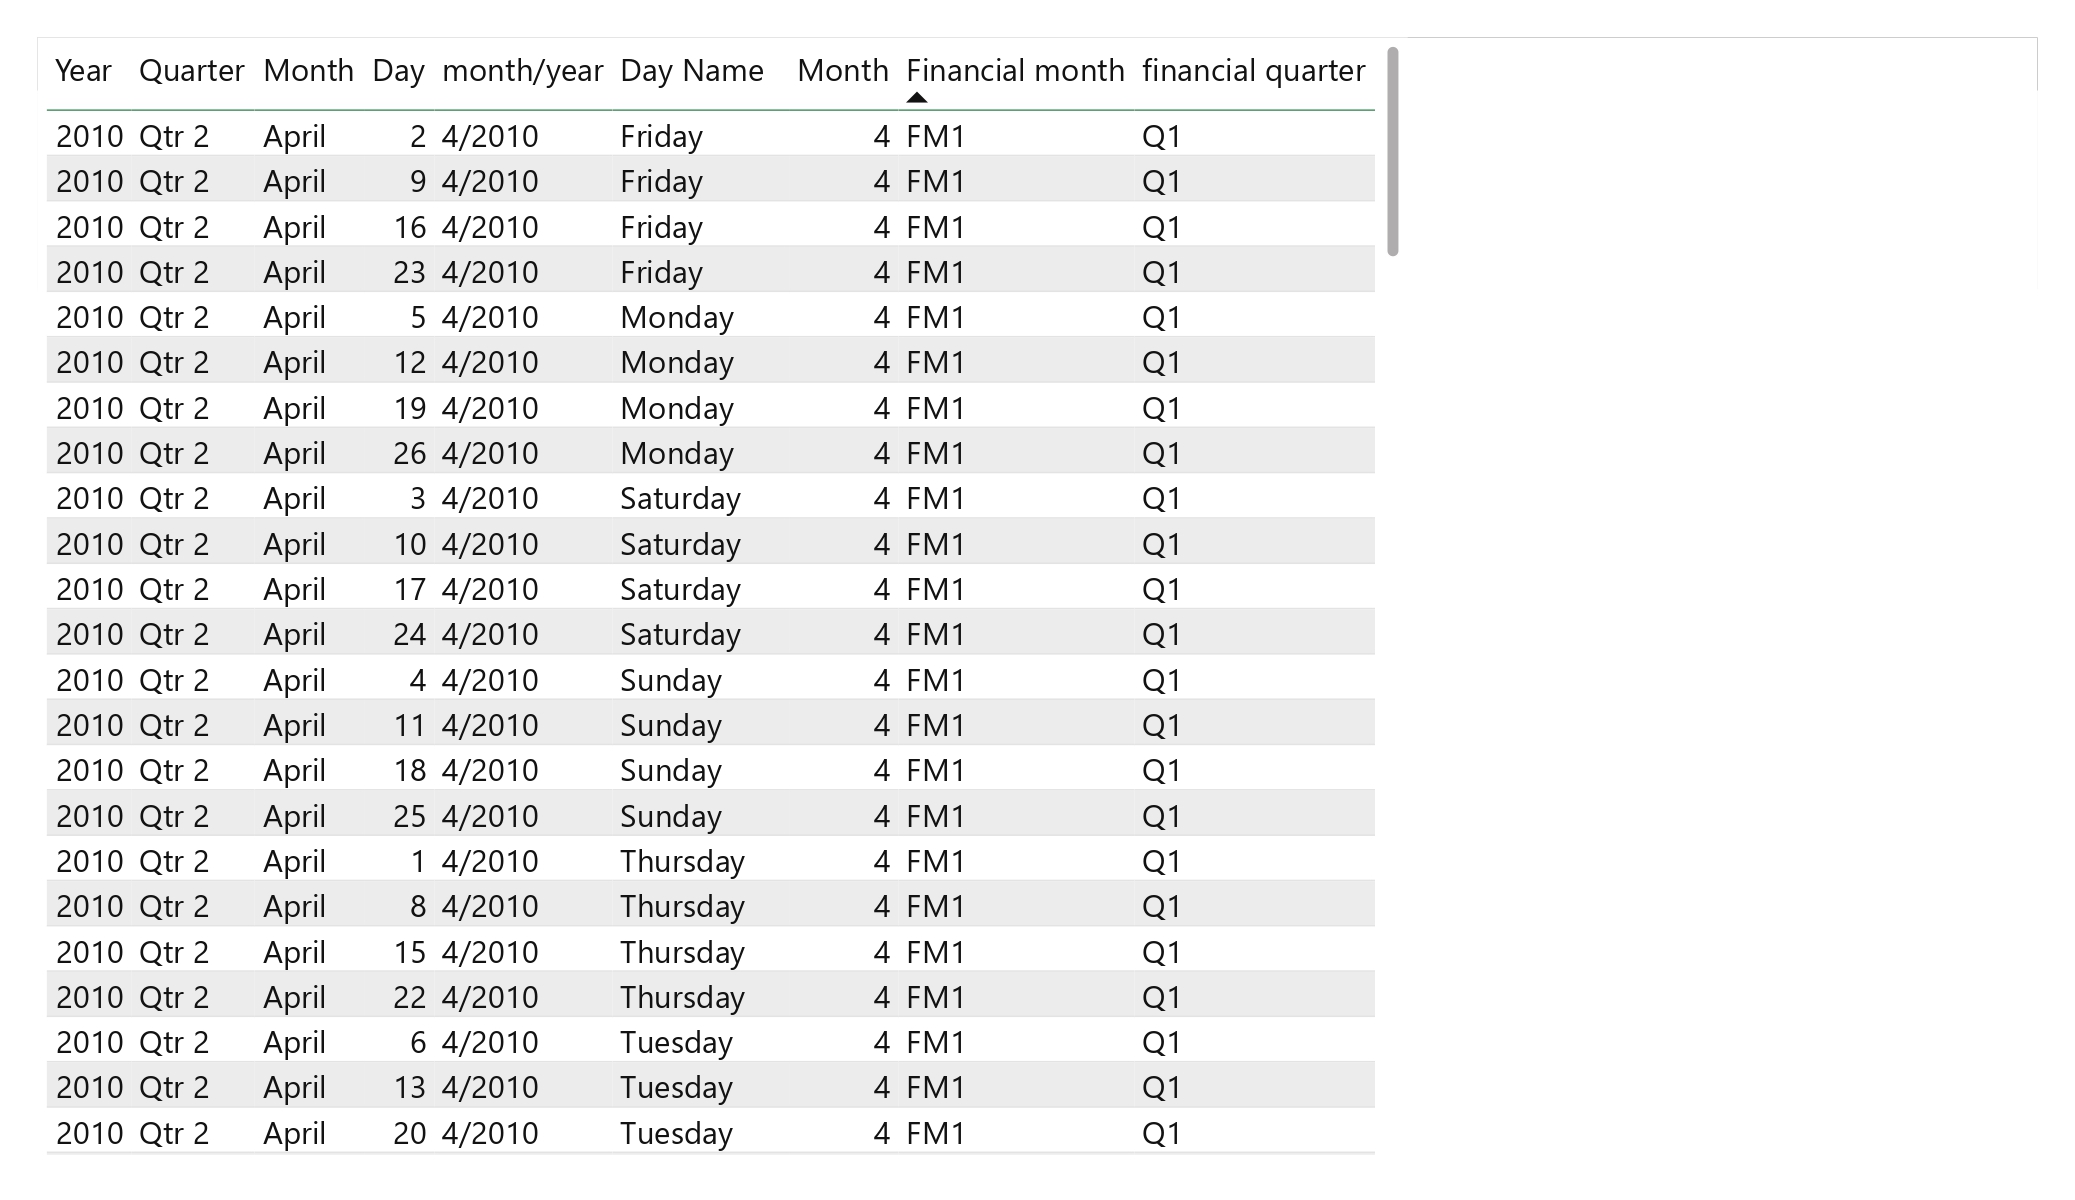 Year Quarter Month Day month/year Day Name Month Financial month financial quarter
2010 Qtr 2 April 2 4/2010 Friday 4 FM1 Q1
2010 Qtr 2 April 9 4/2010 Friday 4 FM1 Q1
2010 Qtr 2 April 16 4/2010 Friday 4 FM1 Q1
2010 Qtr 2 April 23 4/2010 Friday 4 FM1 Q1
2010 Qtr 2 April 5 4/2010 Monday 4 FM1 Q1
2010 Qtr 2 April 12 4/2010 Monday 4 FM1 Q1
2010 Qtr 2 April 19 4/2010 Monday 4 FM1 Q1
2010 Qtr 2 April 26 4/2010 Monday 4 FM1 Q1
2010 Qtr 2 April 3 4/2010 Saturday 4 FM1 Q1
2010 Qtr 2 April 10 4/2010 Saturday 4 FM1 Q1
2010 Qtr 2 April 17 4/2010 Saturday 4 FM1 Q1
2010 Qtr 2 April 24 4/2010 Saturday 4 FM1 Q1
2010 Qtr 2 April 4 4/2010 Sunday 4 FM1 Q1
2010 Qtr 2 April 11 4/2010 Sunday 4 FM1 Q1
2010 Qtr 2 April 18 4/2010 Sunday 4 FM1 Q1
2010 Qtr 2 April 25 4/2010 Sunday 4 FM1 Q1
2010 Qtr 2 April 1 4/2010 Thursday 4 FM1 Q1
2010 Qtr 2 April 8 4/2010 Thursday 4 FM1 Q1
2010 Qtr 2 April 15 4/2010 Thursday 4 FM1 Q1
2010 Qtr 2 April 22 4/2010 Thursday 4 FM1 Q1
2010 Qtr 2 April 6 4/2010 Tuesday 4 FM1 Q1
2010 Qtr 2 April 13 4/2010 Tuesday 4 FM1 Q1
2010 Qtr 2 April 20 4/2010 Tuesday 4 FM1 Q1